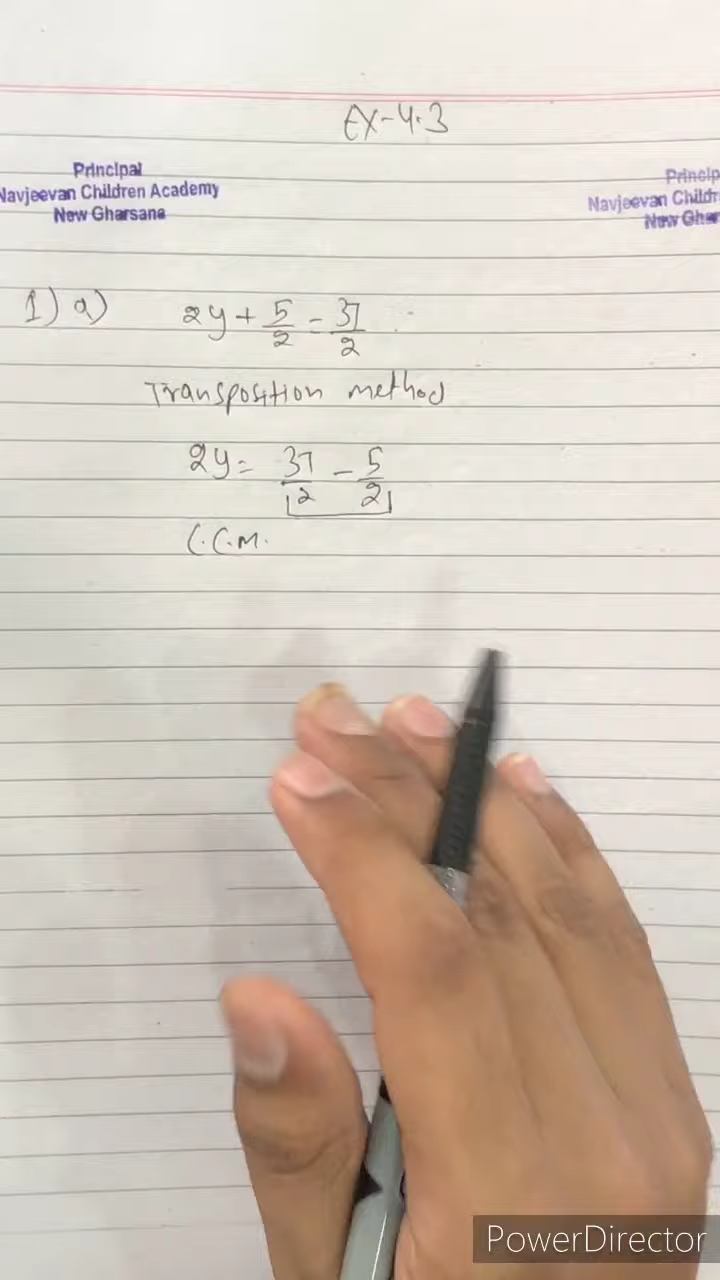 Ex-4.3
Principal
Navjeevan Children Academy
New Gharsana
Princip
Navjeevan Childr
New Ghar
1) a) 2y + 5/2 = 37/2
Transposition method
2y = 37/2 - 5/2
L.C.M.
PowerDirector